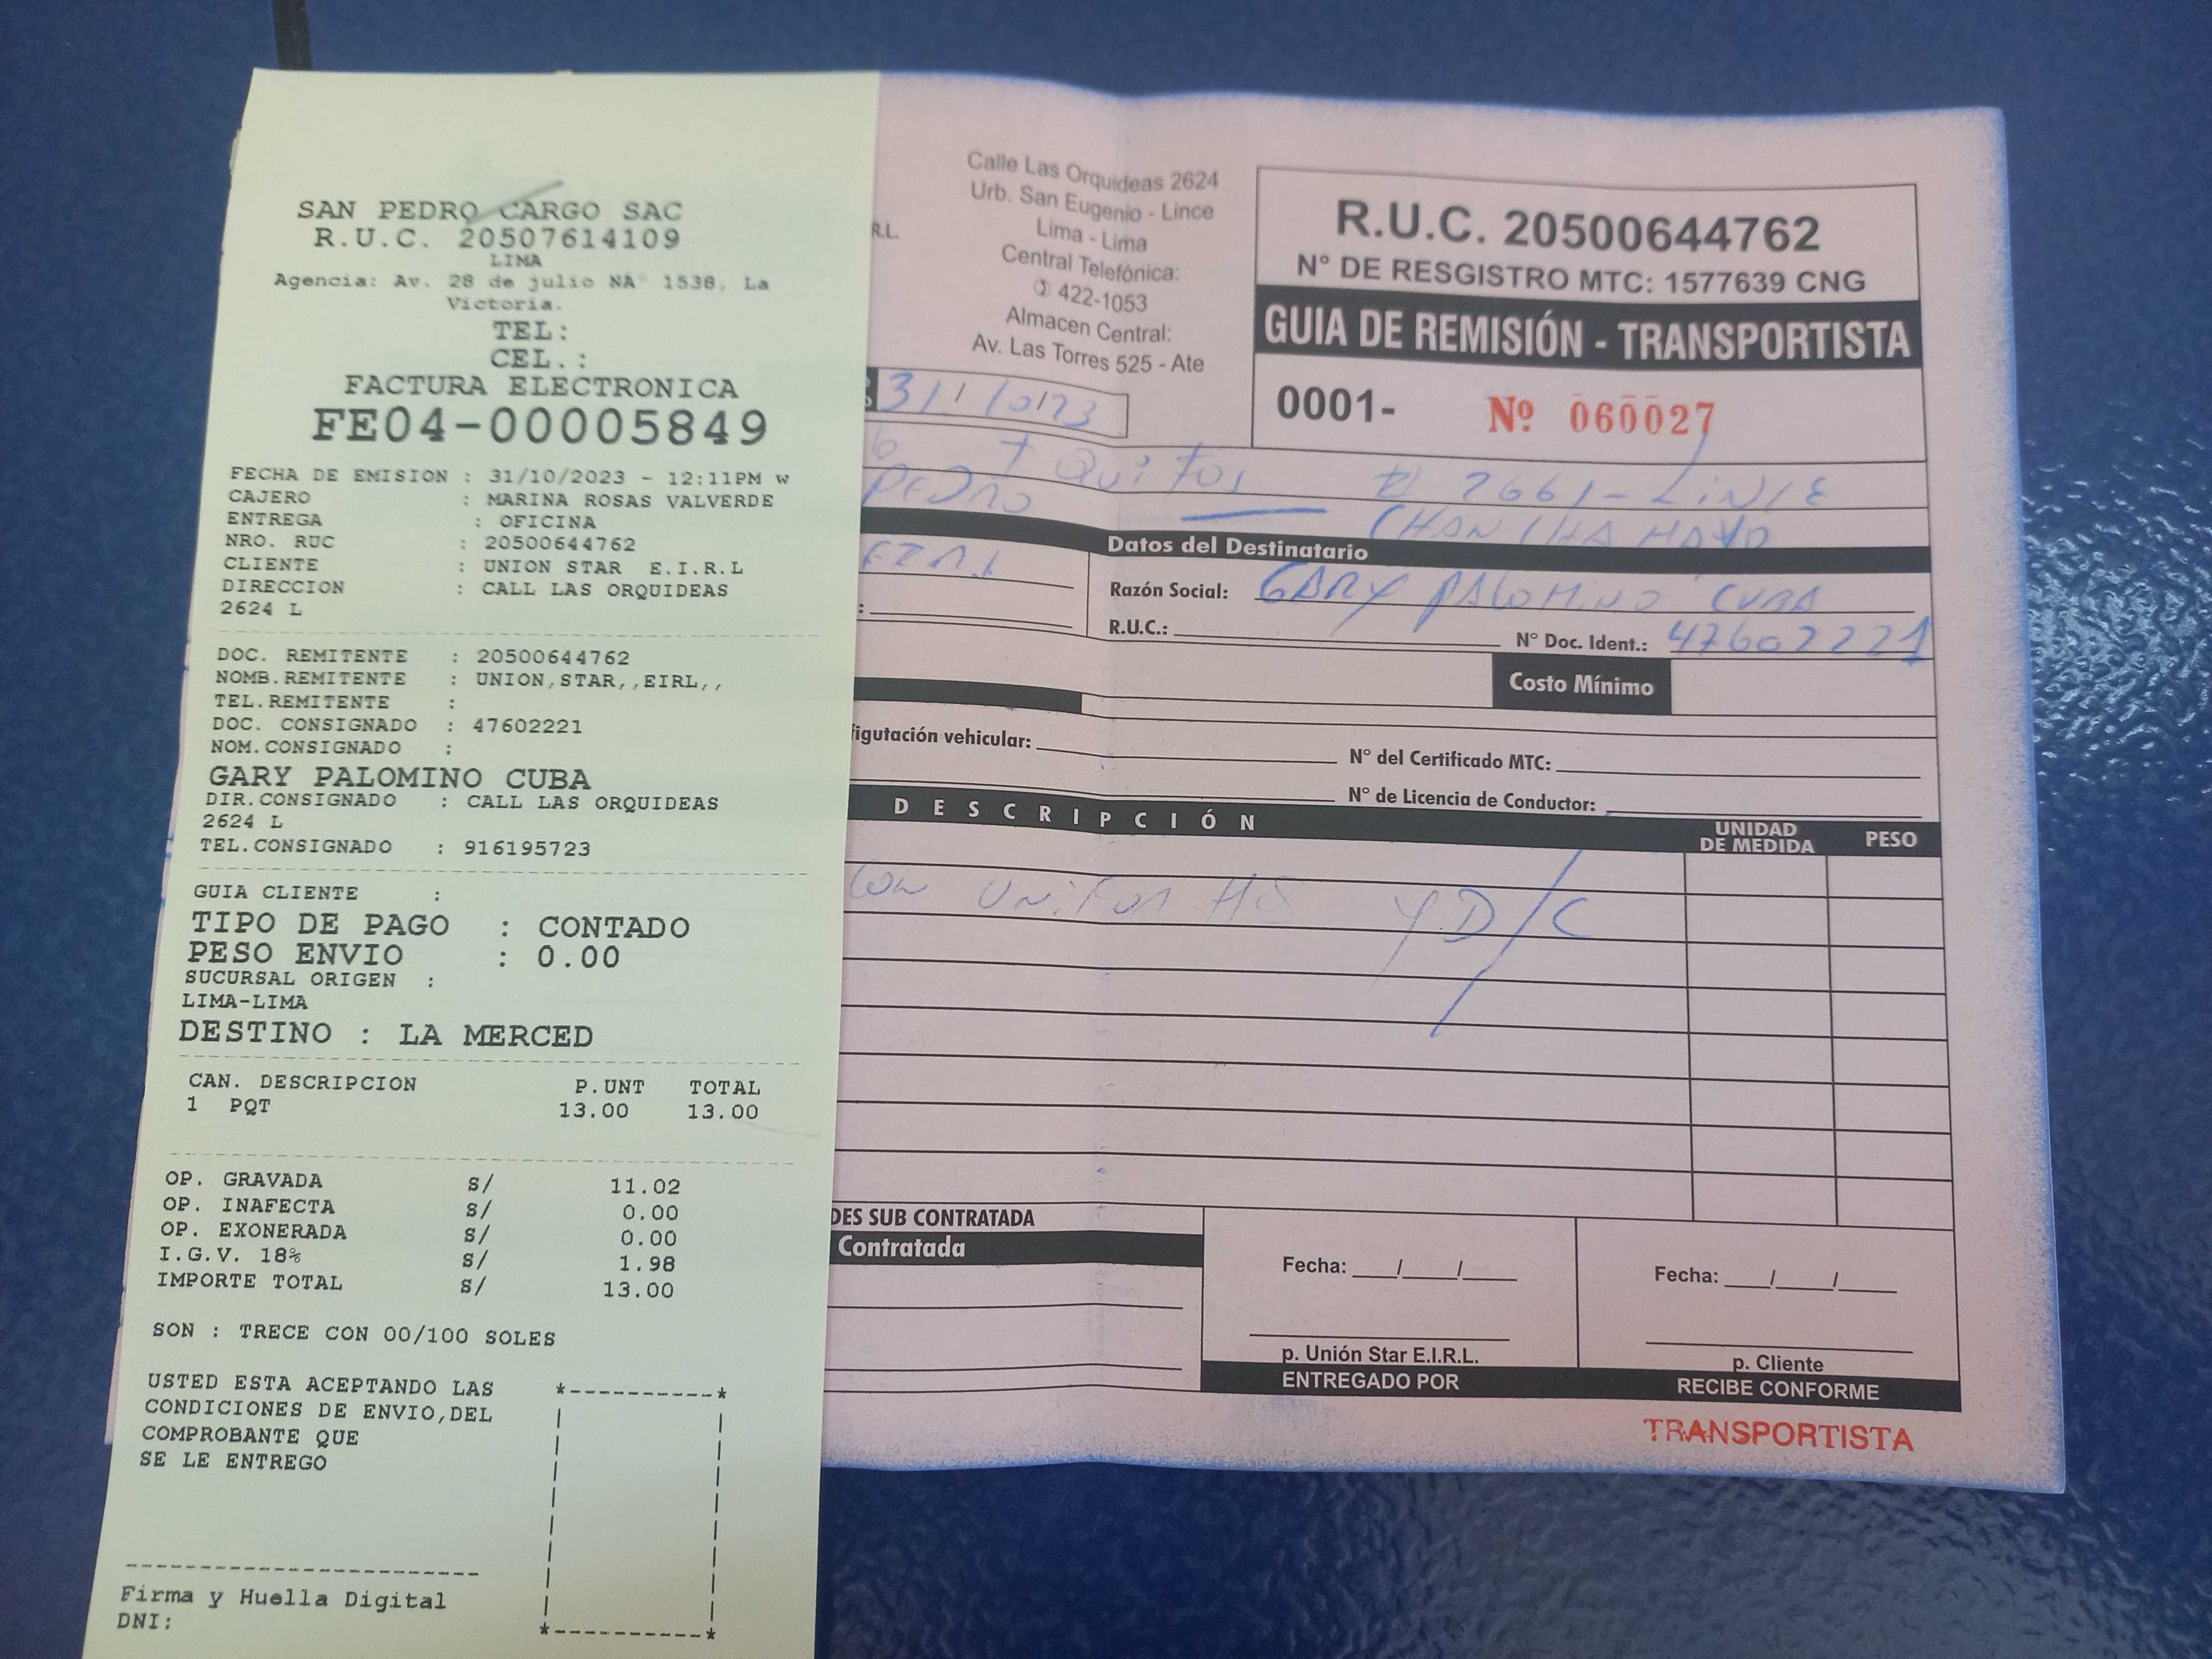 SAN PEDRO CARGO SAC
R.U.C. 20507614109
LIMA
Agencia: Av. 28 de julio NA° 1538, La
Victoria.
TEL:
CEL.:
FACTURA ELECTRONICA
FE04-00005849
FECHA DE EMISION : 31/10/2023 - 12:11PM w
CAJERO : MARINA ROSAS VALVERDE
ENTREGA : OFICINA
NRO. RUC : 20500644762
CLIENTE : UNION STAR E.I.R.L
DIRECCION : CALL LAS ORQUIDEAS
2624 L
DOC. REMITENTE : 20500644762
NOMB.REMITENTE : UNION,STAR,,EIRL,,
TEL.REMITENTE :
DOC. CONSIGNADO : 47602221
NOM.CONSIGNADO :
GARY PALOMINO CUBA
DIR.CONSIGNADO : CALL LAS ORQUIDEAS
2624 L
TEL.CONSIGNADO : 916195723
GUIA CLIENTE :
TIPO DE PAGO : CONTADO
PESO ENVIO : 0.00
SUCURSAL ORIGEN :
LIMA-LIMA
DESTINO : LA MERCED
CAN. DESCRIPCION P.UNT TOTAL
1 PQT 13.00 13.00
OP. GRAVADA S/ 11.02
OP. INAFECTA S/ 0.00
OP. EXONERADA S/ 0.00
I.G.V. 18% S/ 1.98
IMPORTE TOTAL S/ 13.00
SON : TRECE CON 00/100 SOLES
USTED ESTA ACEPTANDO LAS
CONDICIONES DE ENVIO,DEL
COMPROBANTE QUE
SE LE ENTREGO
Firma y Huella Digital
DNI:
R.L.
Calle Las Orquideas 2624
Urb. San Eugenio - Lince
Lima - Lima
Central Telefónica:
422-1053
Almacen Central:
Av. Las Torres 525 - Ate
R.U.C. 20500644762
N° DE RESGISTRO MTC: 1577639 CNG
GUIA DE REMISIÓN - TRANSPORTISTA
0001- Nº 060027
31/10/23
2661 - LINCE
PEDRO CHANCHAMAYO
Datos del Destinatario
Razón Social: GARY PALOMINO CUBA
R.U.C.: N° Doc. Ident.: 47602221
Costo Mínimo
figutación vehicular: N° del Certificado MTC:
N° de Licencia de Conductor:
DESCRIPCIÓN UNIDAD DE MEDIDA PESO
CON Y D/C
DES SUB CONTRATADA
Contratada
Fecha: / / Fecha: / /
p. Unión Star E.I.R.L. p. Cliente
ENTREGADO POR RECIBE CONFORME
TRANSPORTISTA